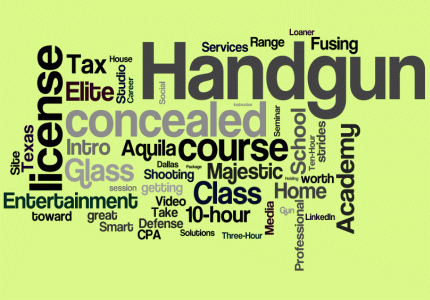 Loaner
Services Range Fusing
House
Tax Handgun
license Elite Studio Career Social
Instructor
concealed Seminar
Texas Site Intro Aquila course School Ten-Hour strides Academy
Glass Dallas Package Majestic
Shooting Holding worth
session getting Class Home
Entertainment Video
toward great Take 10-hour Media Gun LinkedIn
Smart Defense Professional
CPA Solutions Three-Hour